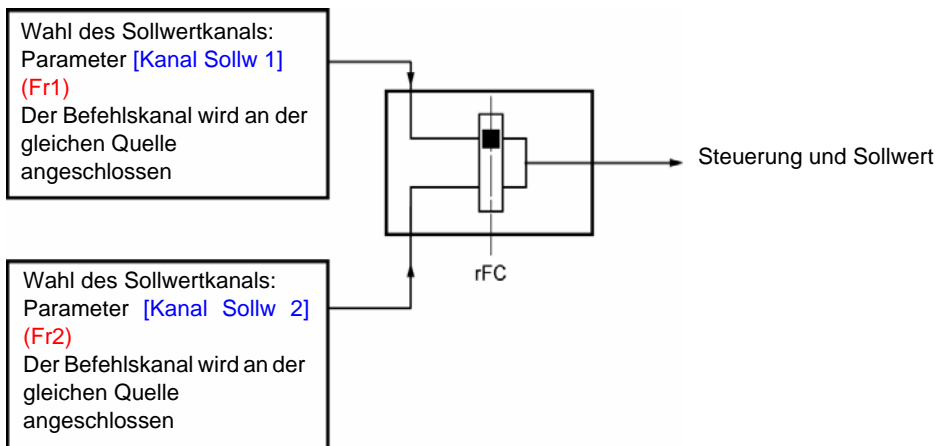 Wahl des Sollwertkanals:
Parameter [Kanal Sollw 1]
(Fr1)
Der Befehlskanal wird an der
gleichen Quelle
angeschlossen
Steuerung und Sollwert
rFC
Wahl des Sollwertkanals:
Parameter [Kanal Sollw 2]
(Fr2)
Der Befehlskanal wird an der
gleichen Quelle
angeschlossen